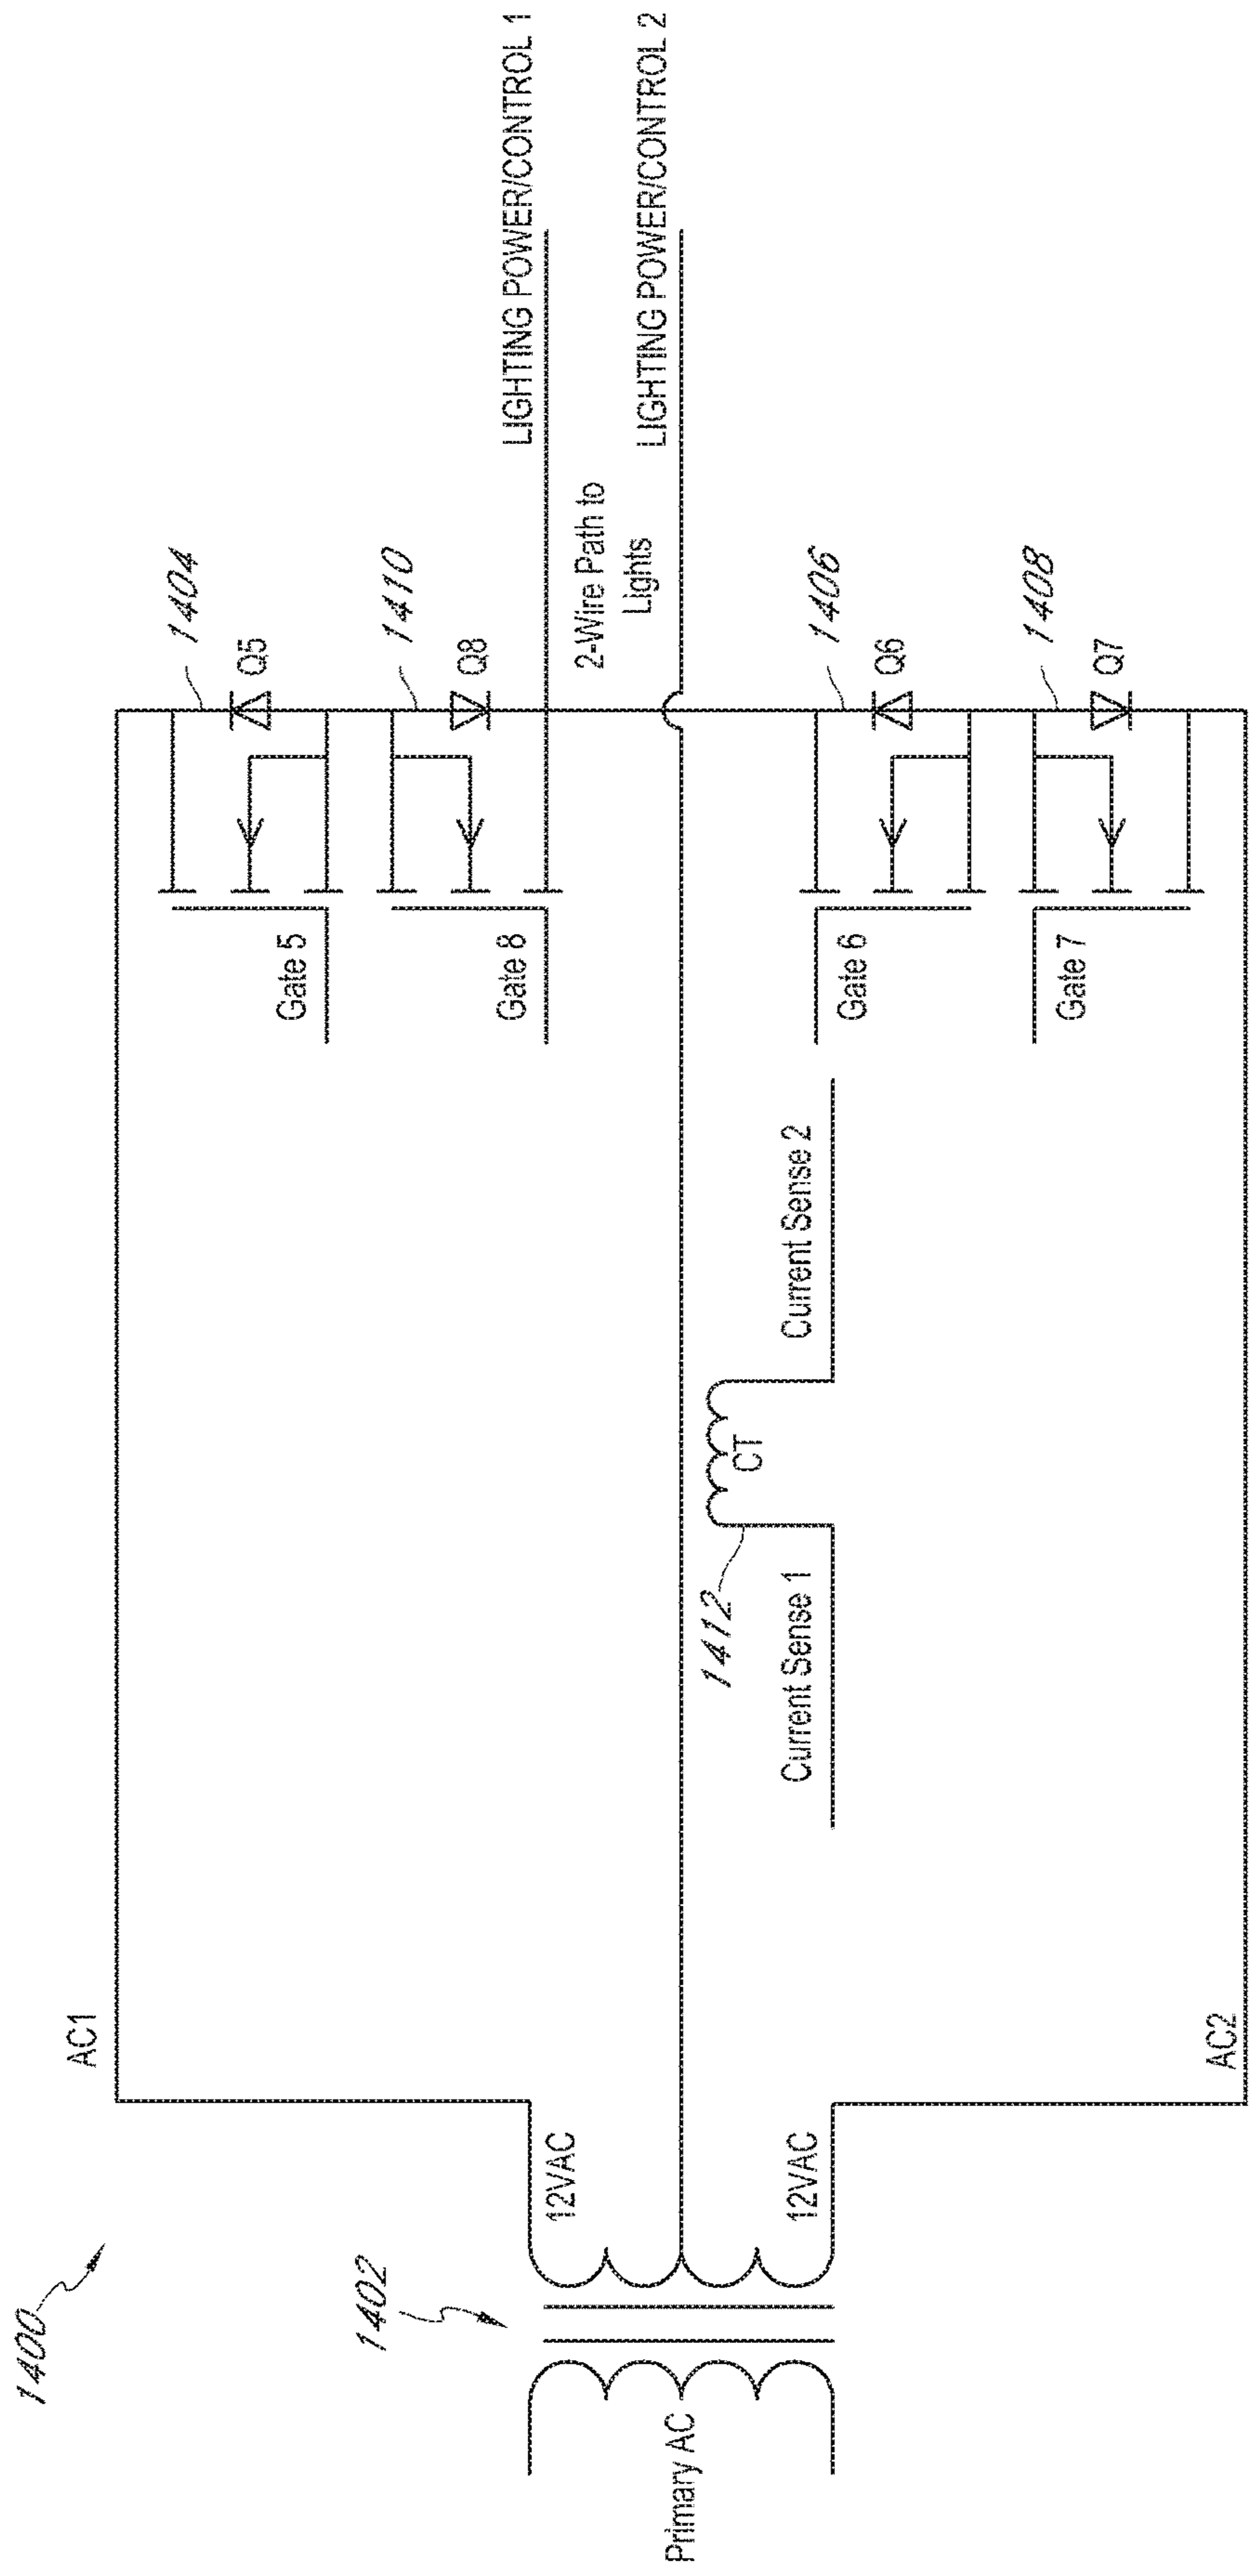 1400
1402
Primary AC
12VAC
12VAC
AC1
AC2
1412
CT
Current Sense 1
Current Sense 2
Gate 5
Gate 8
Gate 6
Gate 7
1404
Q5
1410
Q8
1406
Q6
1408
Q7
2-Wire Path to
Lights
LIGHTING POWER/CONTROL 1
LIGHTING POWER/CONTROL 2